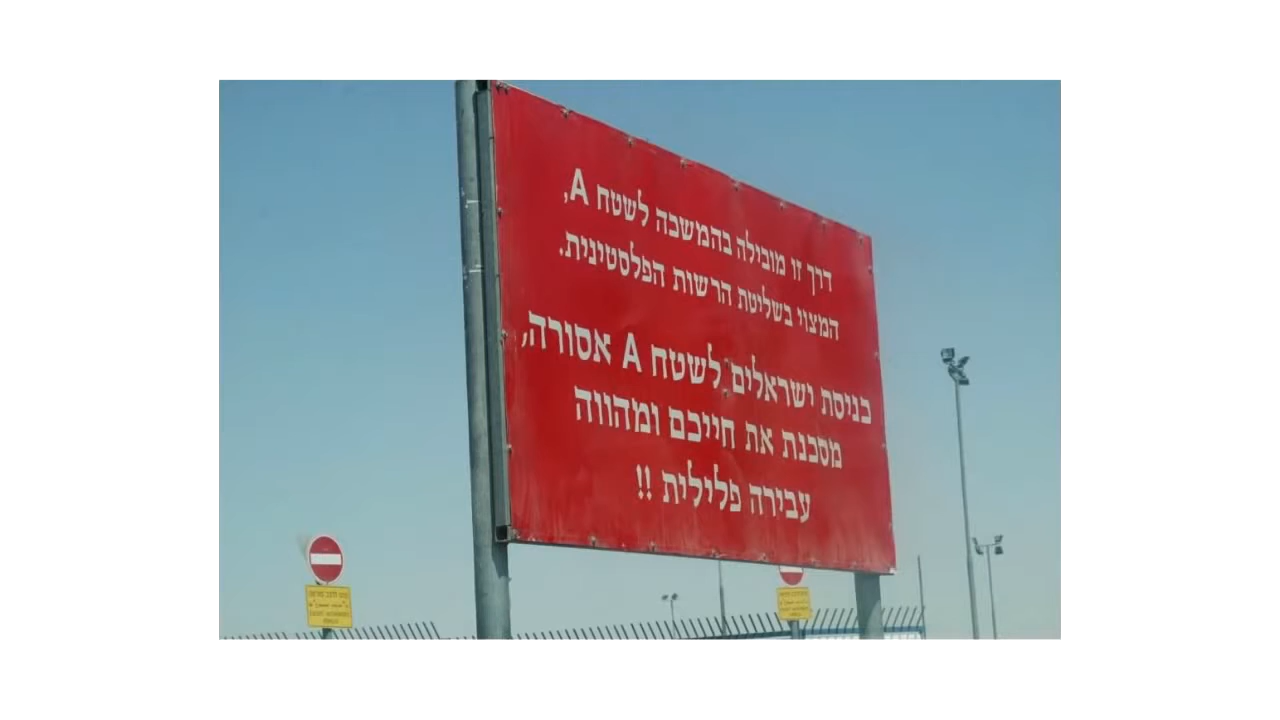 דרך זו מובילה בהמשכה לשטח A,
המצוי בשליטת הרשות הפלסטינית.
כניסת ישראלים לשטח A אסורה,
מסכנת את חייכם ומהווה
עבירה פלילית !!